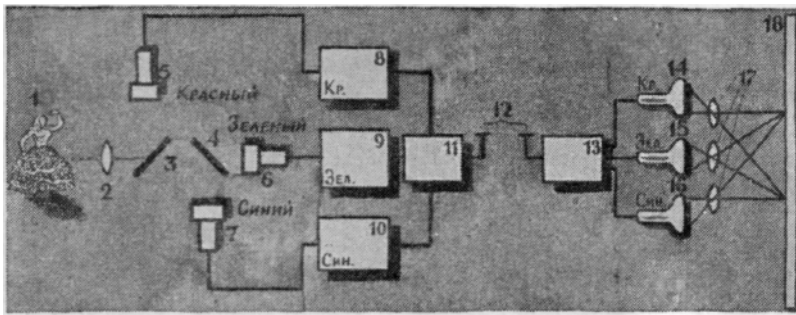 1
2
3
4
5
Красный
Зеленый
6
Синий
7
8
Кр.
9
Зел.
10
Син.
11
12
13
14
Кр.
15
Зел.
16
Син.
17
18